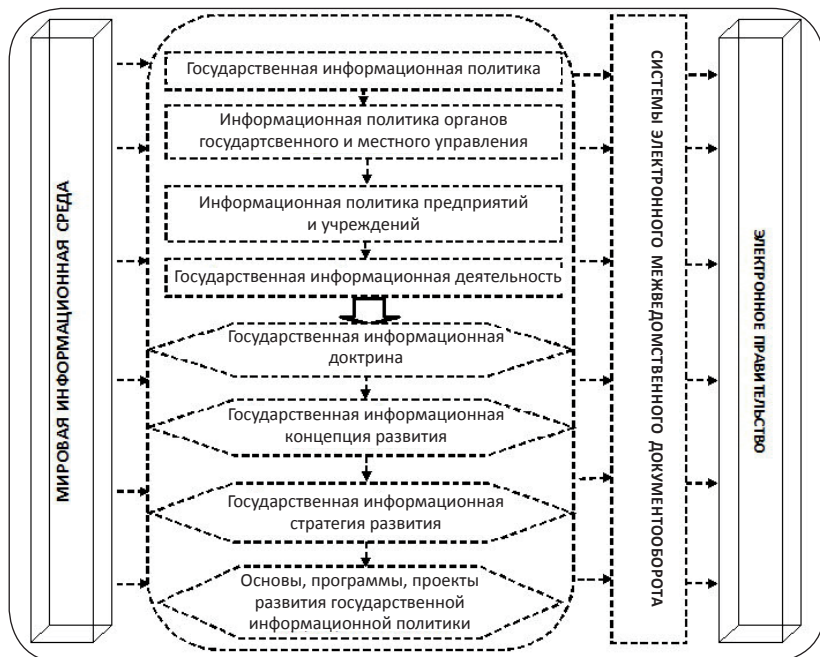 МИРОВАЯ ИНФОРМАЦИОННАЯ СРЕДА
Государственная информационная политика
Информационная политика органов
государтсвенного и местного управления
Информационная политика предприятий
и учреждений
Государственная информационная деятельность
Государственная информационная
доктрина
Государственная информационная
концепция развития
Государственная информационная
стратегия развития
Основы, программы, проекты
развития государственной
информационной политики
СИСТЕМЫ ЭЛЕКТРОННОГО МЕЖВЕДОМСТВЕННОГО ДОКУМЕНТООБОРОТА
ЭЛЕКТРОННОЕ ПРАВИТЕЛЬСТВО